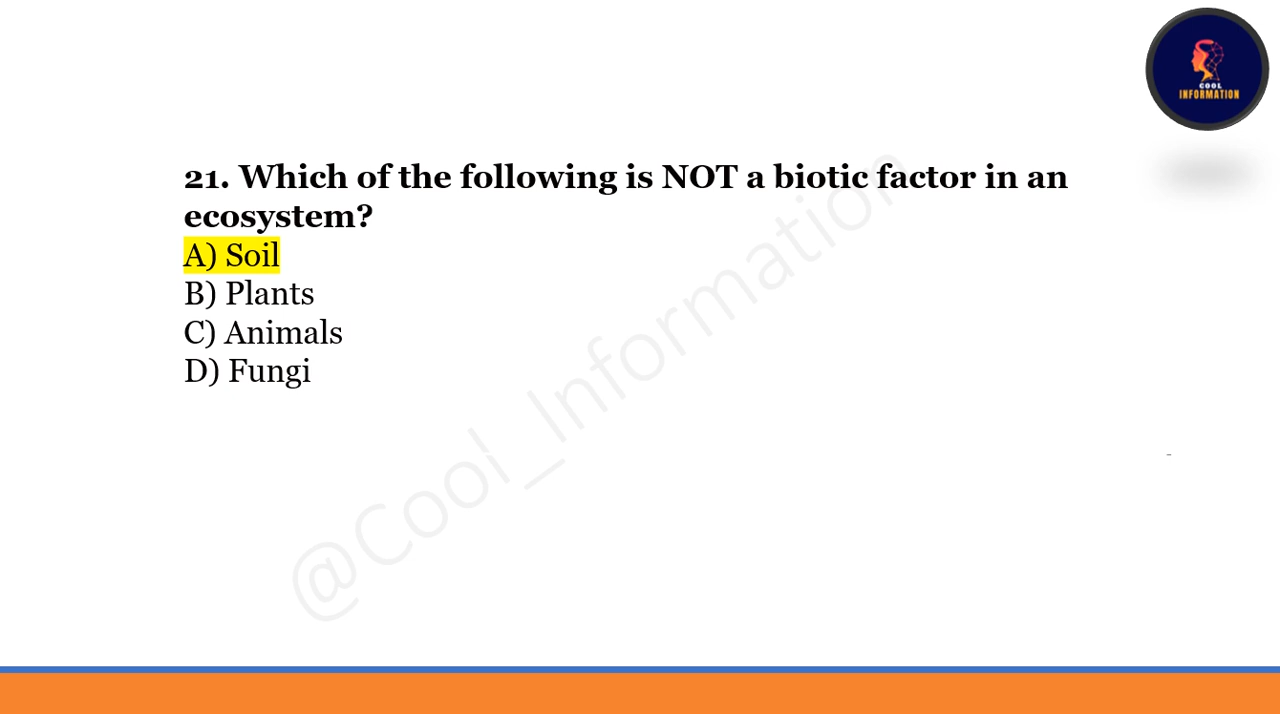 COOL
INFORMATION
21. Which of the following is NOT a biotic factor in an
ecosystem?
A) Soil
B) Plants
C) Animals
D) Fungi
@Cool_Information